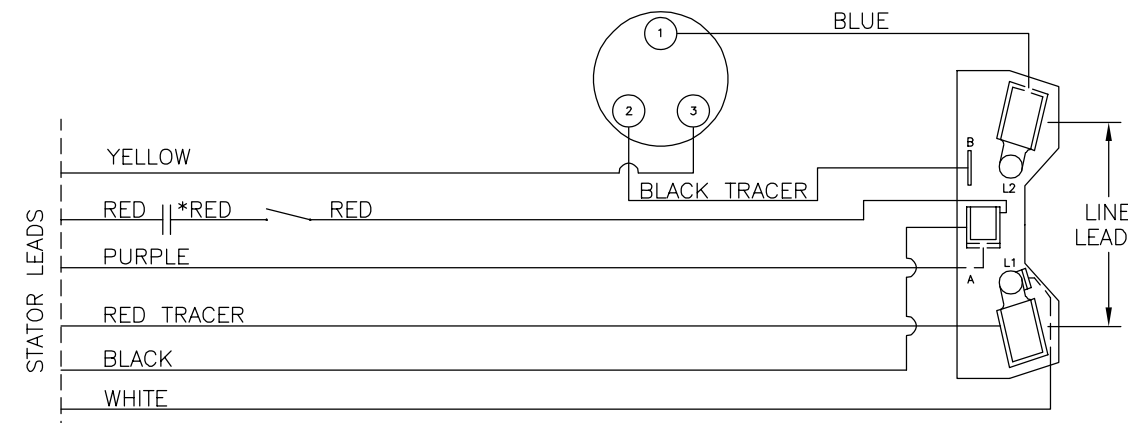 BLUE
1
2
3
YELLOW
B
BLACK TRACER
L2
RED
*RED
RED
LINE
LEAD
PURPLE
L1
A
STATOR LEADS
RED TRACER
BLACK
WHITE